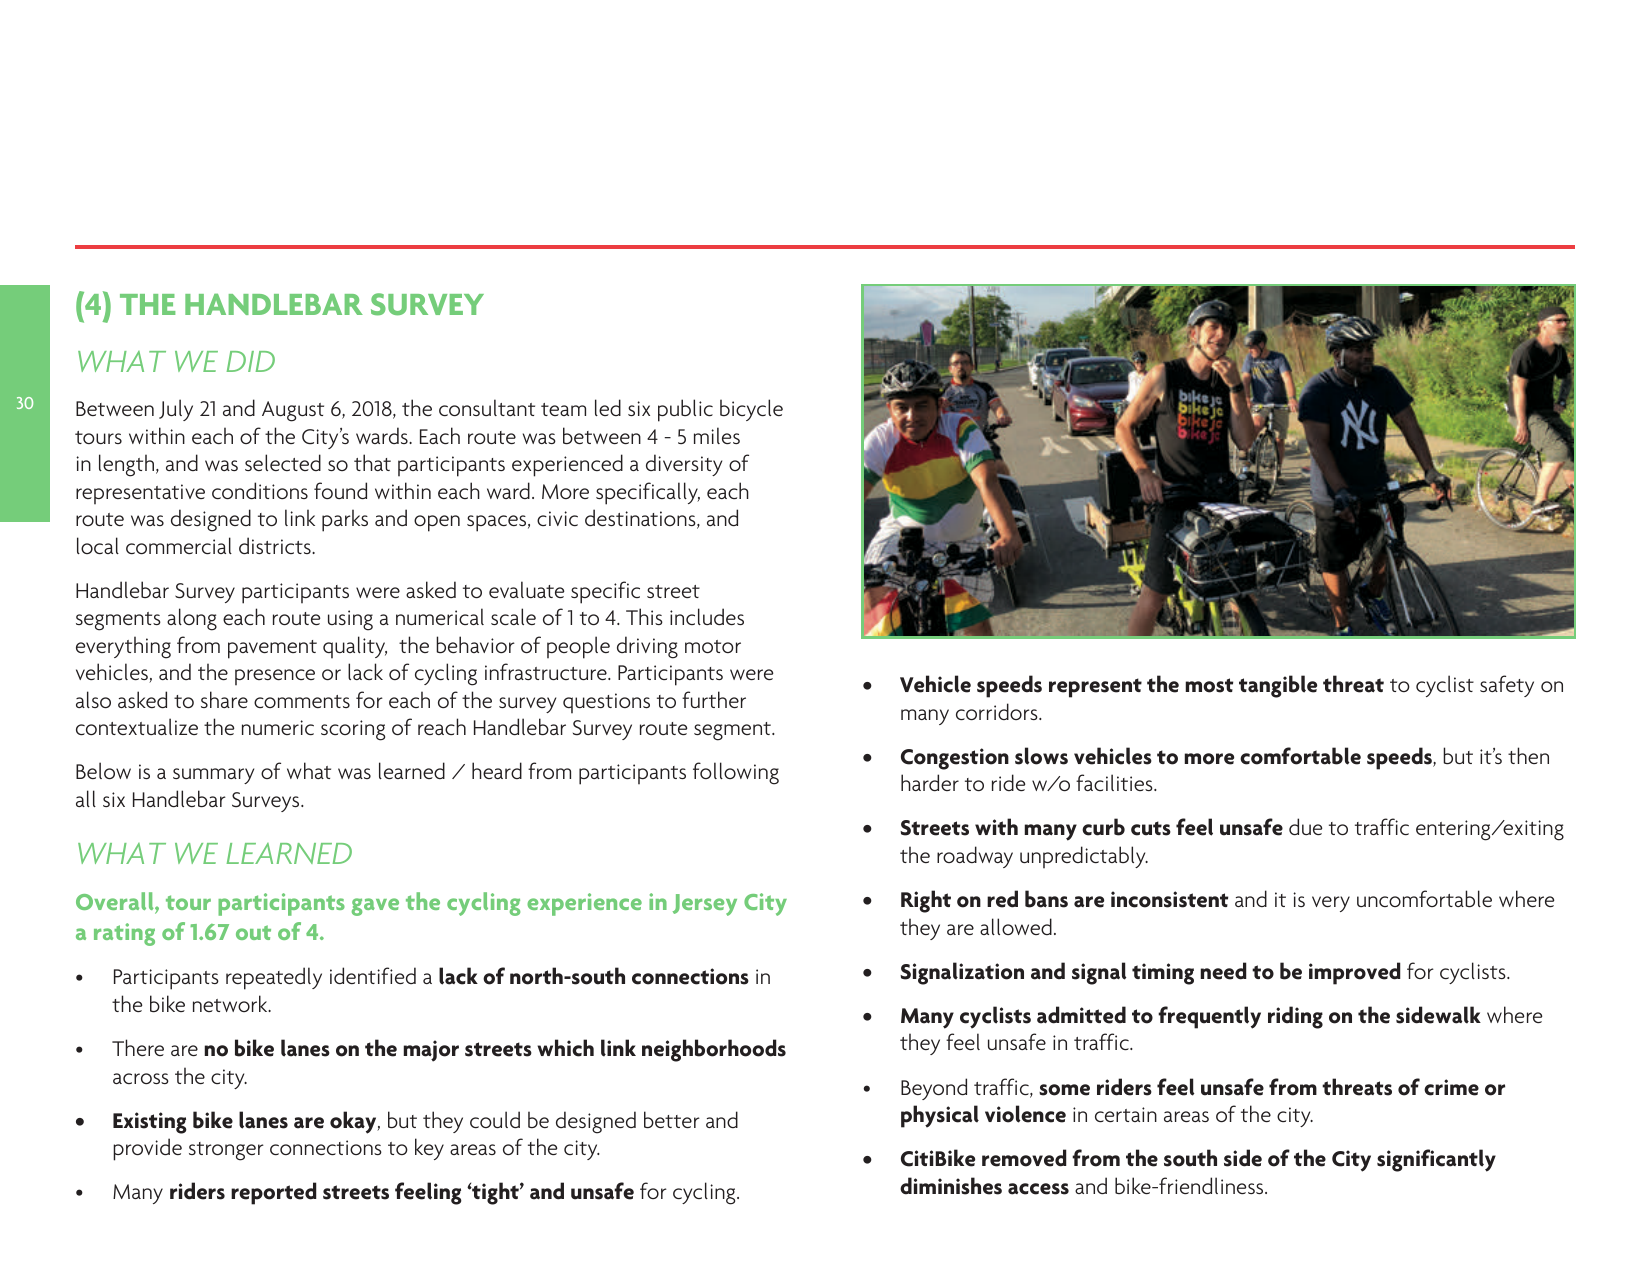 (4) THE HANDLEBAR SURVEY
WHAT WE DID
30
Between July 21 and August 6, 2018, the consultant team led six public bicycle
tours within each of the City’s wards. Each route was between 4 - 5 miles
in length, and was selected so that participants experienced a diversity of
representative conditions found within each ward. More specifically, each
route was designed to link parks and open spaces, civic destinations, and
local commercial districts.
Handlebar Survey participants were asked to evaluate specific street
segments along each route using a numerical scale of 1 to 4. This includes
everything from pavement quality,  the behavior of people driving motor
vehicles, and the presence or lack of cycling infrastructure. Participants were
also asked to share comments for each of the survey questions to further
contextualize the numeric scoring of reach Handlebar Survey route segment.
Below is a summary of what was learned / heard from participants following
all six Handlebar Surveys.
WHAT WE LEARNED
Overall, tour participants gave the cycling experience in Jersey City
a rating of 1.67 out of 4.
• Participants repeatedly identified a lack of north-south connections in
the bike network.
• There are no bike lanes on the major streets which link neighborhoods
across the city.
• Existing bike lanes are okay, but they could be designed better and
provide stronger connections to key areas of the city.
• Many riders reported streets feeling ‘tight’ and unsafe for cycling.
bike jc
bike jc
bike jc
bike jc
NY
• Vehicle speeds represent the most tangible threat to cyclist safety on
many corridors.
• Congestion slows vehicles to more comfortable speeds, but it’s then
harder to ride w/o facilities.
• Streets with many curb cuts feel unsafe due to traffic entering/exiting
the roadway unpredictably.
• Right on red bans are inconsistent and it is very uncomfortable where
they are allowed.
• Signalization and signal timing need to be improved for cyclists.
• Many cyclists admitted to frequently riding on the sidewalk where
they feel unsafe in traffic.
• Beyond traffic, some riders feel unsafe from threats of crime or
physical violence in certain areas of the city.
• CitiBike removed from the south side of the City significantly
diminishes access and bike-friendliness.